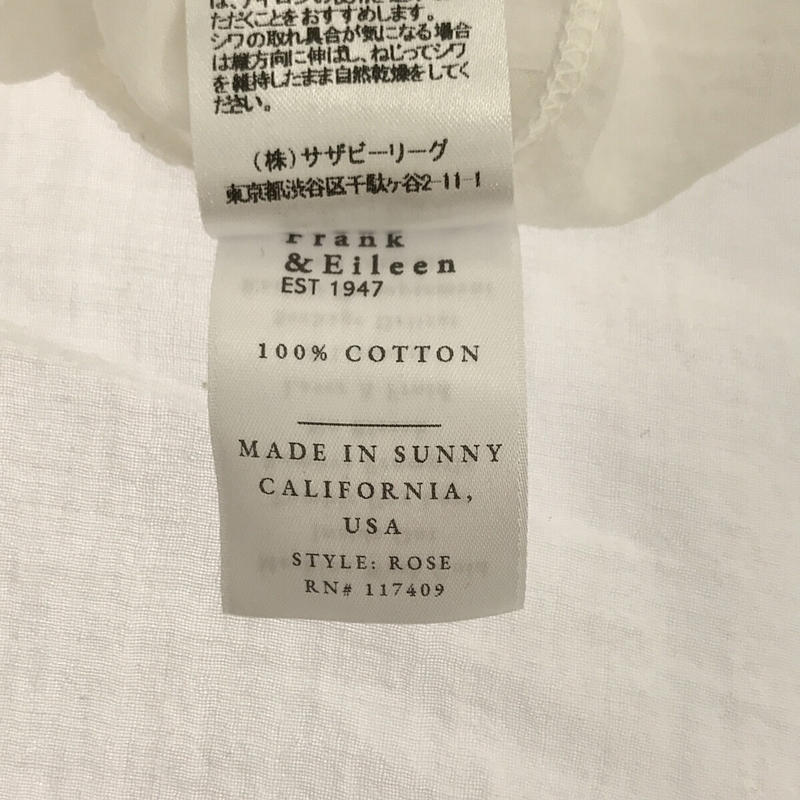 ただくことをおすすめします。
シワの取れ具合が気になる場合
は縦方向に伸ばし、ねじってシワ
を維持したまま自然乾燥をしてく
ださい。
(株)サザビーリーグ
東京都渋谷区千駄ヶ谷2-11-1
Frank
& Eileen
EST 1947
100% COTTON
MADE IN SUNNY
CALIFORNIA,
USA
STYLE: ROSE
RN# 117409